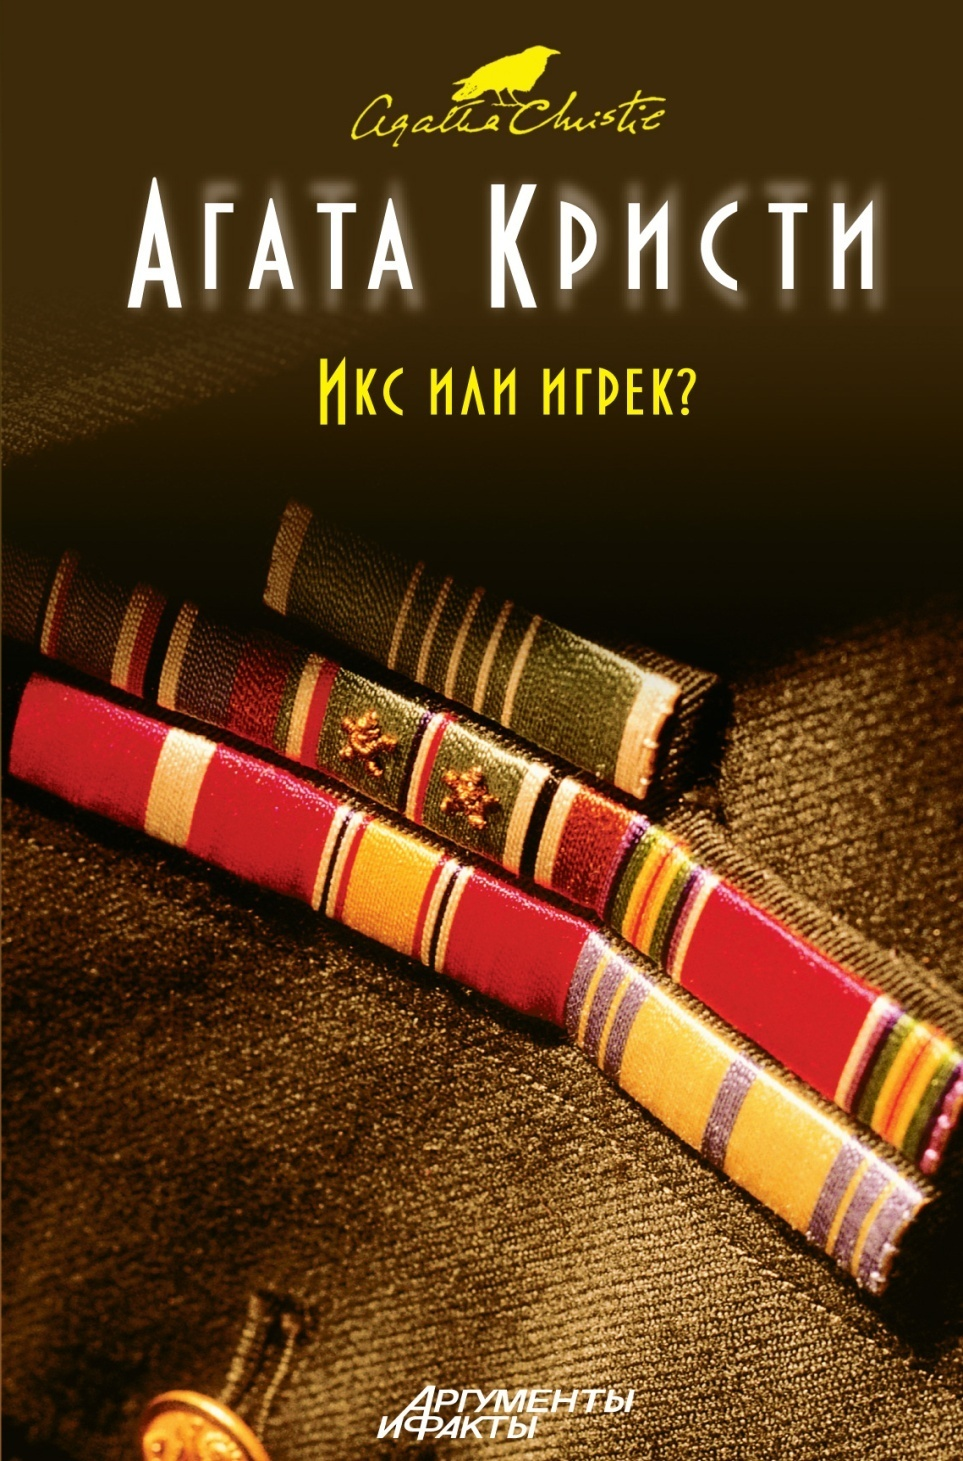 Agatha Christie
Агата Кристи
Икс или игрек?
Аргументы
и Факты